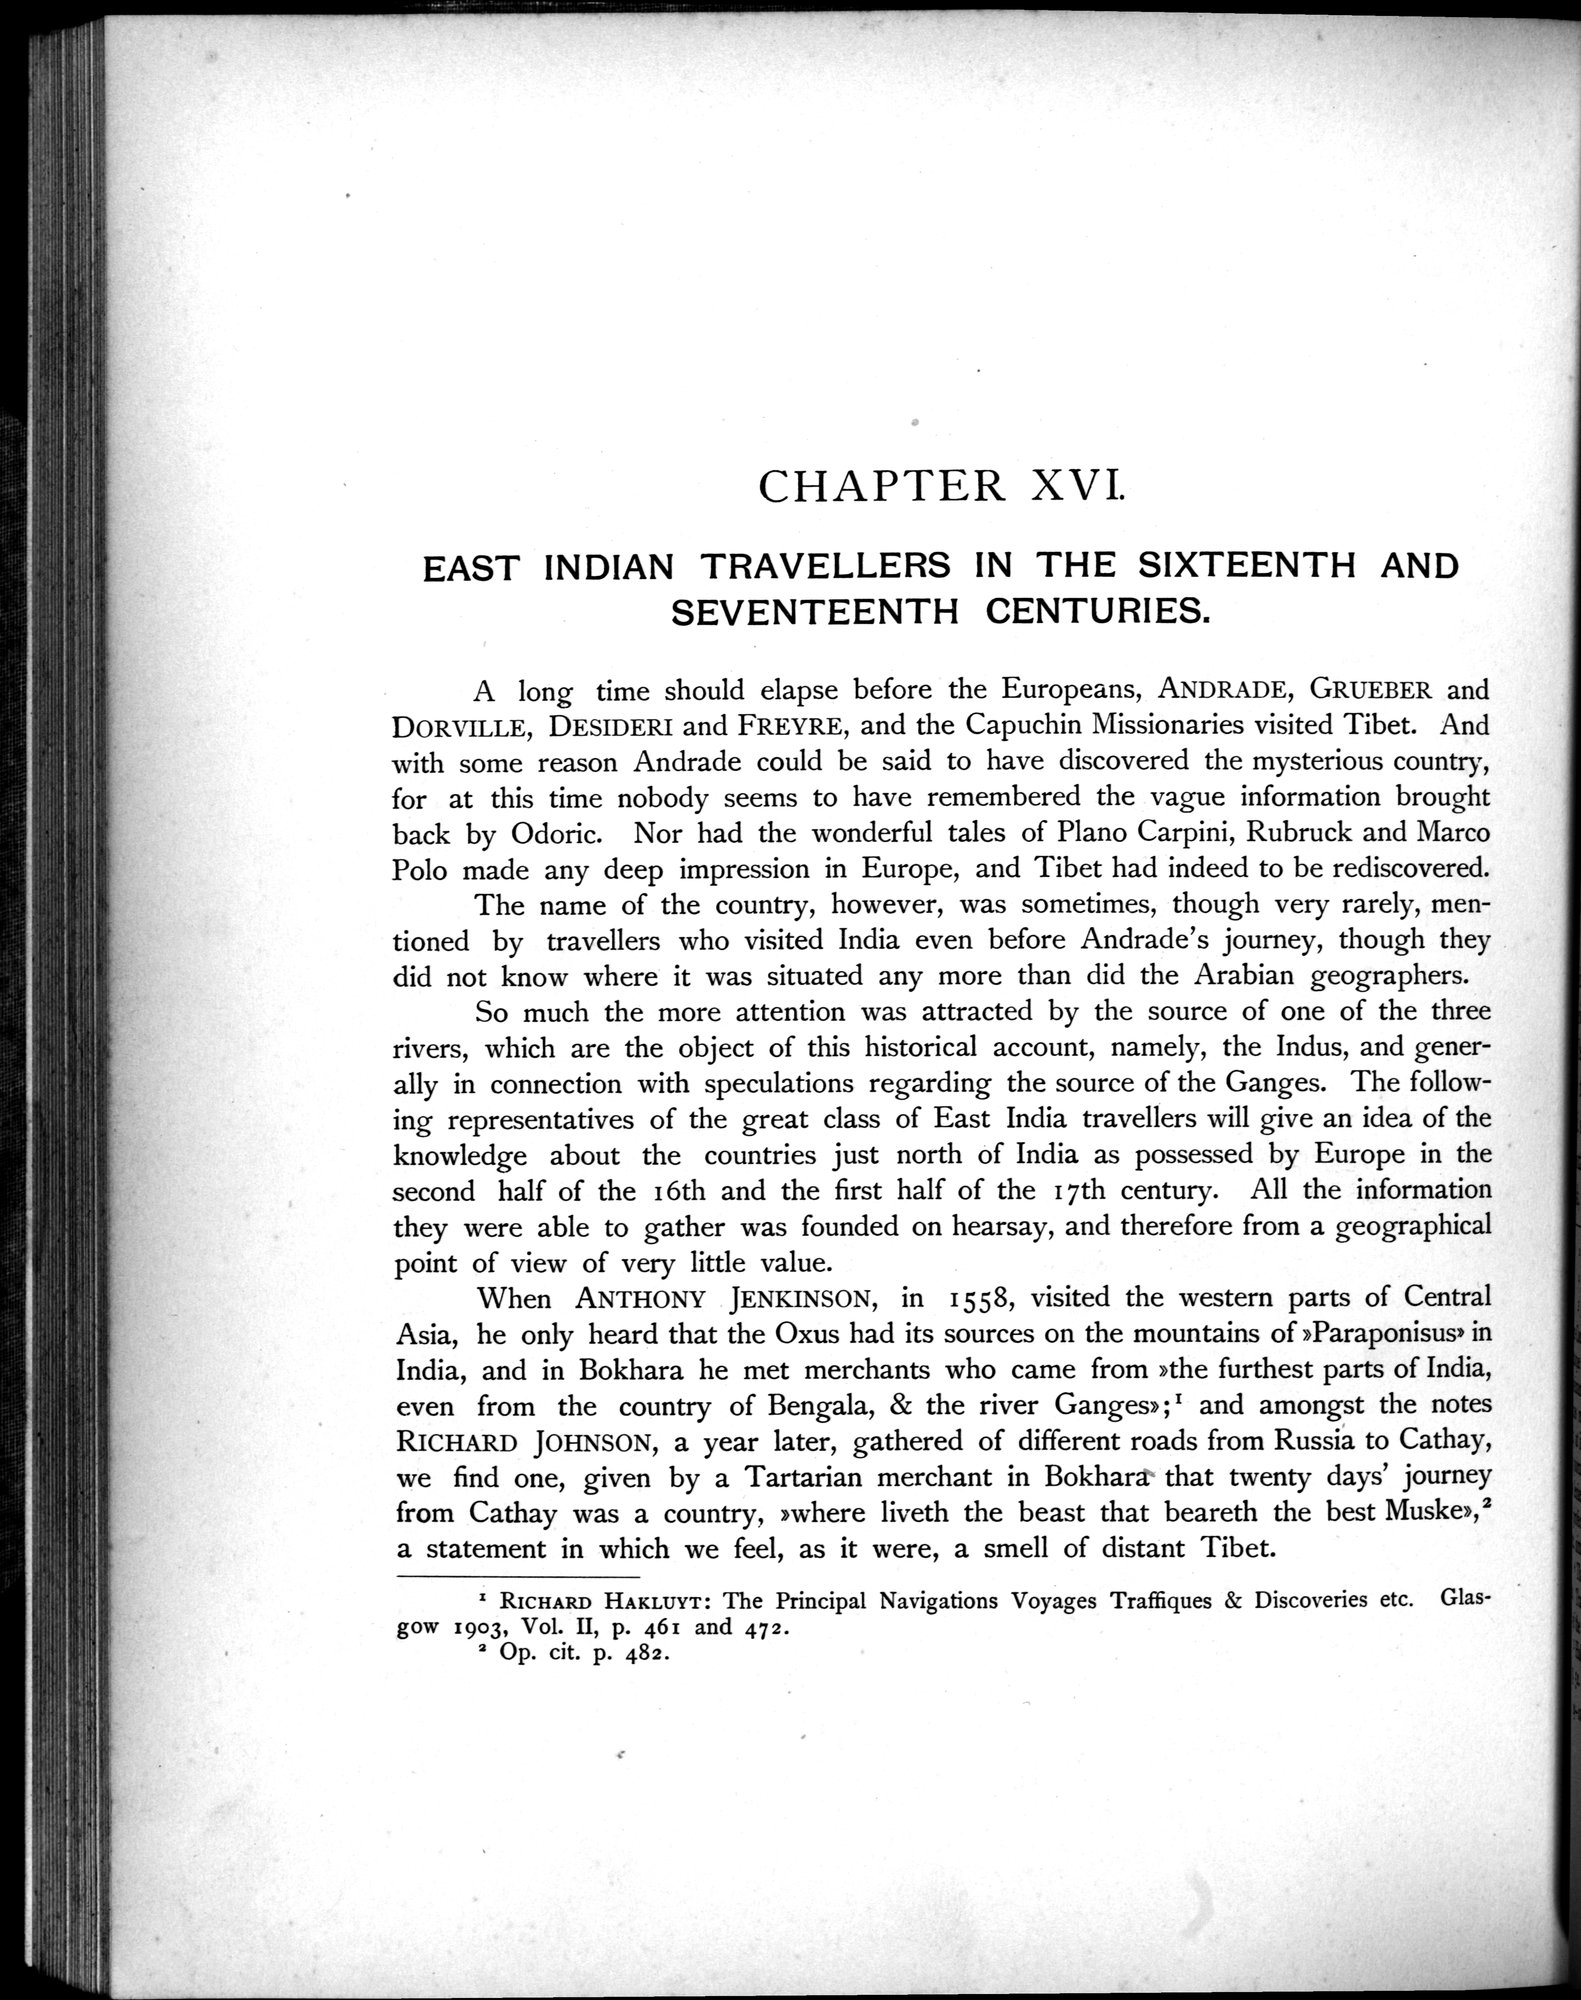 CHAPTER XVI.
EAST INDIAN TRAVELLERS IN THE SIXTEENTH AND
SEVENTEENTH CENTURIES.
A long time should elapse before the Europeans, ANDRADE, GRUEBER and
DORVILLE, DESIDERI and FREYRE, and the Capuchin Missionaries visited Tibet. And
with some reason Andrade could be said to have discovered the mysterious country,
for at this time nobody seems to have remembered the vague information brought
back by Odoric. Nor had the wonderful tales of Plano Carpini, Rubruck and Marco
Polo made any deep impression in Europe, and Tibet had indeed to be rediscovered.
The name of the country, however, was sometimes, though very rarely, men-
tioned by travellers who visited India even before Andrade's journey, though they
did not know where it was situated any more than did the Arabian geographers.
So much the more attention was attracted by the source of one of the three
rivers, which are the object of this historical account, namely, the Indus, and gener-
ally in connection with speculations regarding the source of the Ganges. The follow-
ing representatives of the great class of East India travellers will give an idea of the
knowledge about the countries just north of India as possessed by Europe in the
second half of the 16th and the first half of the 17th century. All the information
they were able to gather was founded on hearsay, and therefore from a geographical
point of view of very little value.
When ANTHONY JENKINSON, in 1558, visited the western parts of Central
Asia, he only heard that the Oxus had its sources on the mountains of »Paraponisus» in
India, and in Bokhara he met merchants who came from »the furthest parts of India,
even from the country of Bengala, & the river Ganges»;¹ and amongst the notes
RICHARD JOHNSON, a year later, gathered of different roads from Russia to Cathay,
we find one, given by a Tartarian merchant in Bokhara that twenty days' journey
from Cathay was a country, »where liveth the beast that beareth the best Muske»,²
a statement in which we feel, as it were, a smell of distant Tibet.
¹ RICHARD HAKLUYT: The Principal Navigations Voyages Traffiques & Discoveries etc. Glas-
gow 1903, Vol. II, p. 461 and 472.
² Op. cit. p. 482.